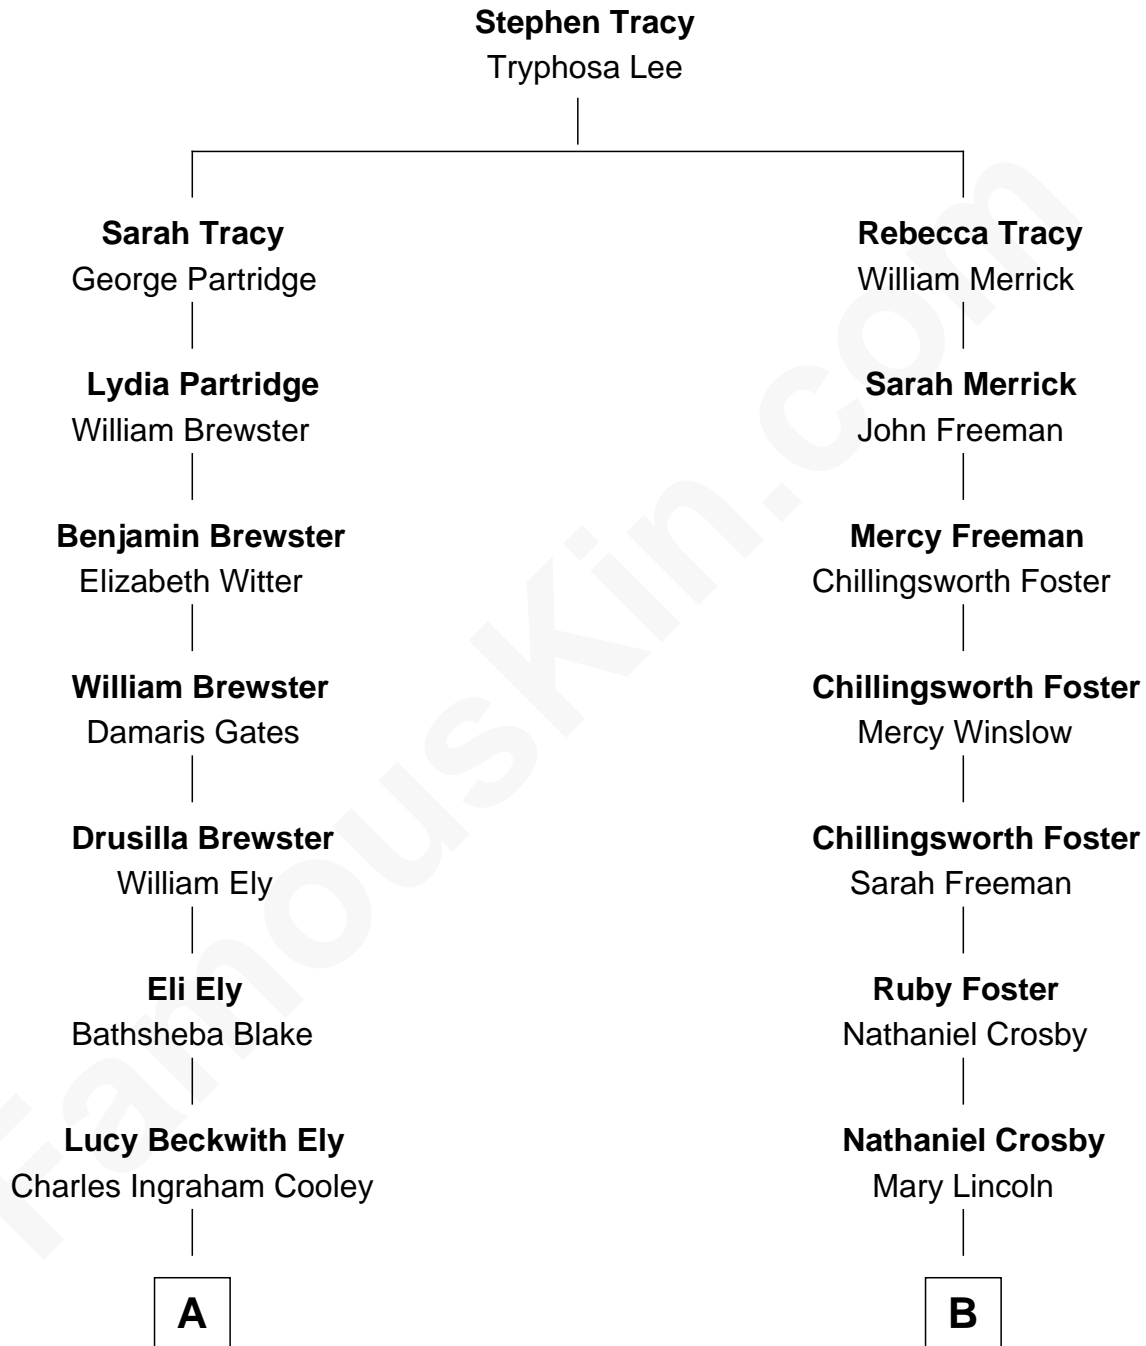 Stephen Tracy
Tryphosa Lee
Sarah Tracy
George Partridge
Lydia Partridge
William Brewster
Benjamin Brewster
Elizabeth Witter
William Brewster
Damaris Gates
Drusilla Brewster
William Ely
Eli Ely
Bathsheba Blake
Lucy Beckwith Ely
Charles Ingraham Cooley
A
Rebecca Tracy
William Merrick
Sarah Merrick
John Freeman
Mercy Freeman
Chillingsworth Foster
Chillingsworth Foster
Mercy Winslow
Chillingsworth Foster
Sarah Freeman
Ruby Foster
Nathaniel Crosby
Nathaniel Crosby
Mary Lincoln
B
FamousKin.com